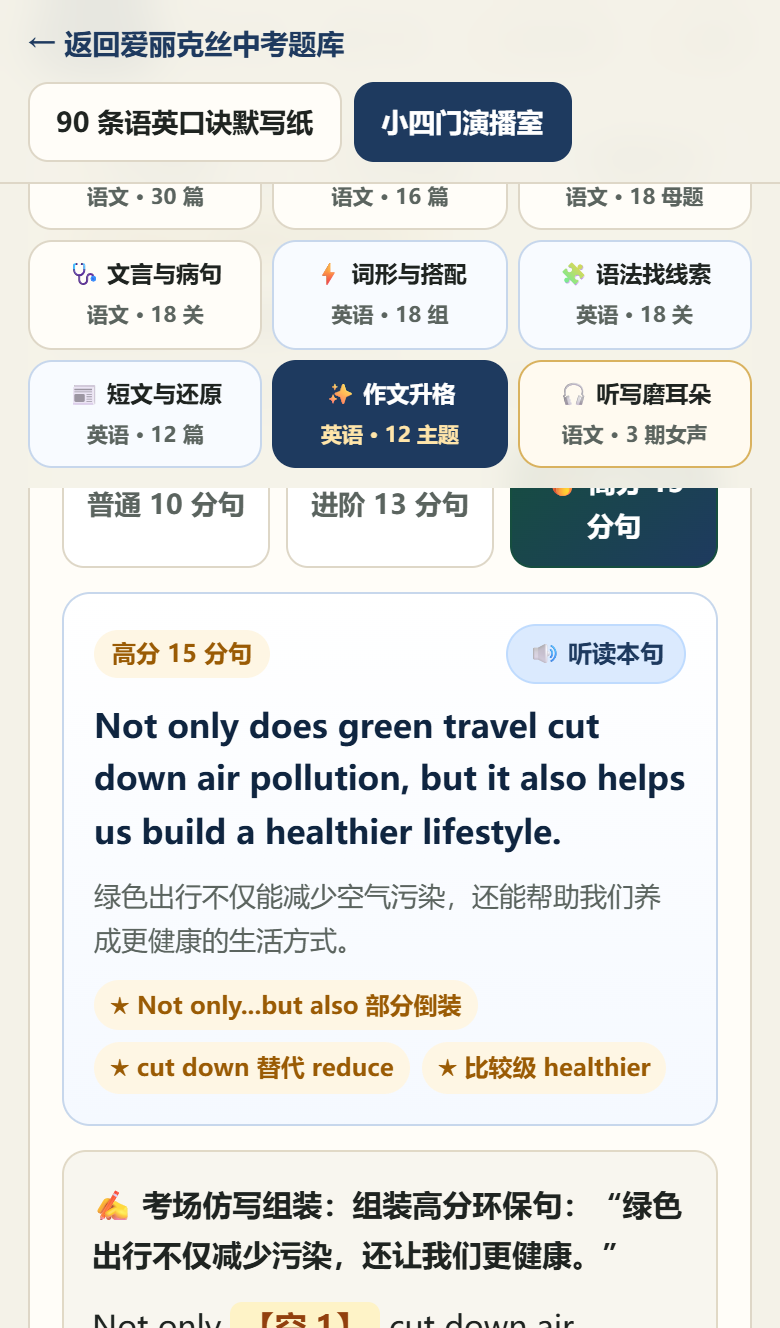 ← 返回爱丽克丝中考题库
90 条语英口诀默写纸
小四门演播室
语文 • 30 篇
语文 • 16 篇
语文 • 18 母题
文言与病句
语文 • 18 关
词形与搭配
英语 • 18 组
语法找线索
英语 • 18 关
短文与还原
英语 • 12 篇
作文升格
英语 • 12 主题
听写磨耳朵
语文 • 3 期女声
普通 10 分句
进阶 13 分句
高分 15
分句
高分 15 分句
听读本句
Not only does green travel cut
down air pollution, but it also helps
us build a healthier lifestyle.
绿色出行不仅能减少空气污染，还能帮助我们养
成更健康的生活方式。
★ Not only...but also 部分倒装
★ cut down 替代 reduce
★ 比较级 healthier
考场仿写组装：组装高分环保句：“绿色
出行不仅减少污染，还让我们更健康。”
Not only 【空 1】 cut down air